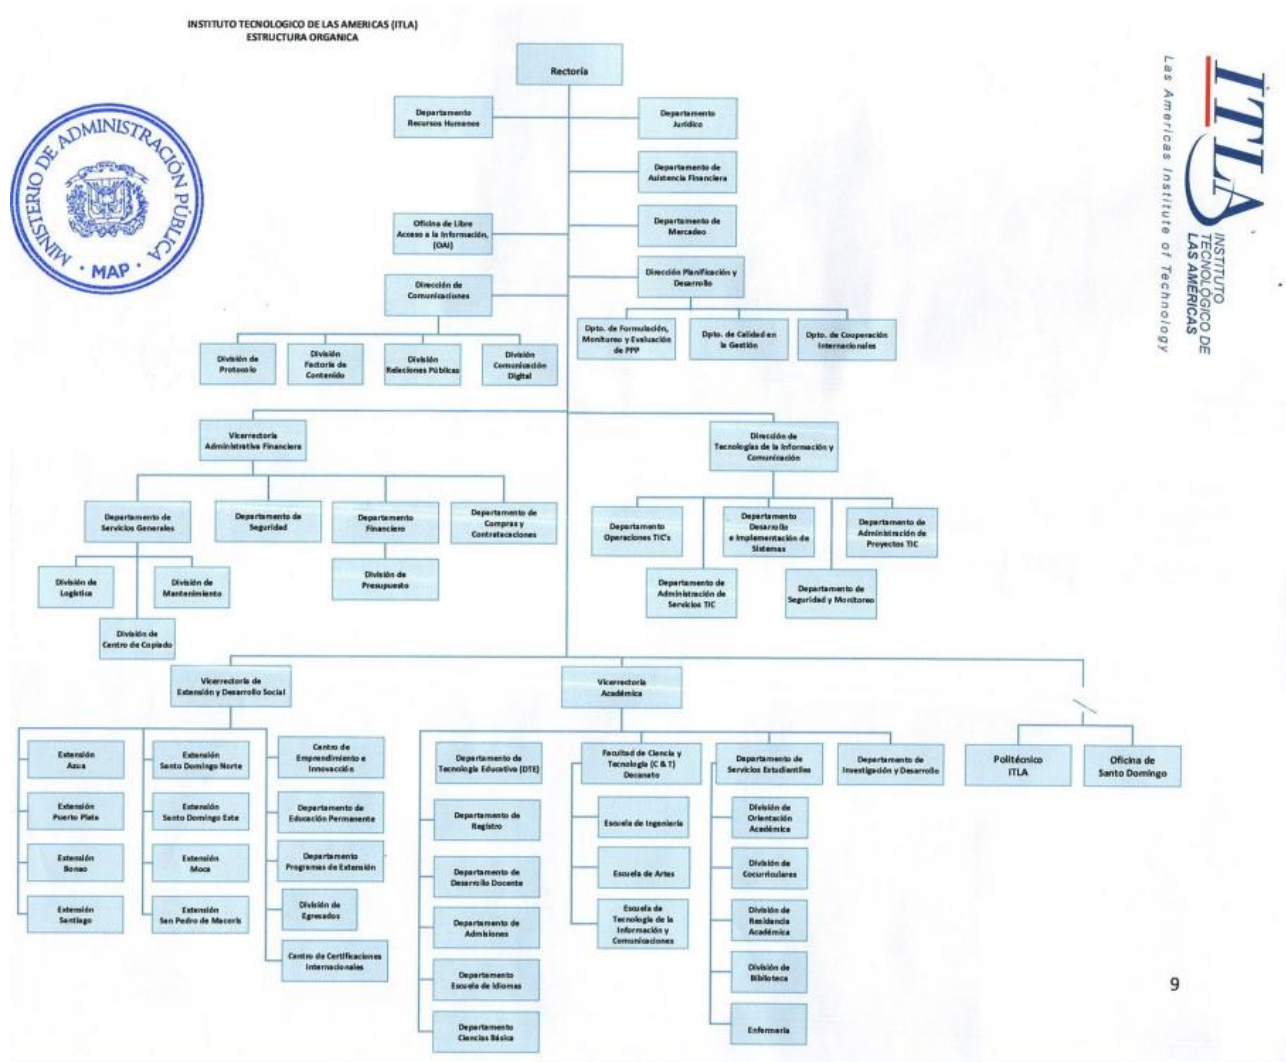 INSTITUTO TECNOLOGICO DE LAS AMERICAS (ITLA)
ESTRUCTURA ORGANICA
Rectoría
Departamento
Recursos Humanos
Departamento
Jurídico
Departamento de
Asistencia Financiera
Oficina de Libre
Acceso a la Información,
(OAI)
Departamento de
Mercadeo
Dirección de
Comunicaciones
Dirección Planificación y
Desarrollo
División de
Protocolo
División
Factoría de
Contenido
División
Relaciones Públicas
División
Comunicación
Digital
Dpto. de Formulación,
Monitoreo y Evaluación
de PPP
Dpto. de Calidad en
la Gestión
Dpto. de Cooperación
Internacionales
Vicerrectoría
Administrativa Financiera
Dirección de
Tecnologías de la Información y
Comunicación
Departamento de
Servicios Generales
Departamento de
Seguridad
Departamento
Financiero
Departamento de
Compras y
Contratacaciones
División de
Presupuesto
División de
Logística
División de
Mantenimiento
División de
Centro de Copiado
Departamento
Operaciones TIC's
Departamento
Desarrollo
e Implementación de
Sistemas
Departamento de
Administración de
Proyectos TIC
Departamento de
Administración de
Servicios TIC
Departamento de
Seguridad y Monitoreo
Vicerrectoría de
Extensión y Desarrollo Social
Vicerrectoría
Académica
Extensión
Azua
Extensión
Puerto Plata
Extensión
Bonao
Extensión
Santiago
Extensión
Santo Domingo Norte
Extensión
Santo Domingo Este
Extensión
Moca
Extensión
San Pedro de Macorís
Centro de
Emprendimiento e
Innovacción
Departamento de
Educación Permanente
Departamento
Programas de Extensión
División de
Egresados
Centro de Certificaciones
Internacionales
Departamento de
Tecnología Educativa (DTE)
Departamento de
Registro
Departamento de
Desarrollo Docente
Departamento de
Admisiones
Departamento
Escuela de Idiomas
Departamento
Ciencias Básica
Facultad de Ciencia y
Tecnología (C & T)
Decanato
Escuela de Ingeniería
Escuela de Artes
Escuela de
Tecnología de la
Información y
Comunicaciones
Departamento de
Servicios Estudiantiles
División de
Orientación
Académica
División de
Cocurriculares
División de
Residencia
Académica
División de
Biblioteca
Enfermería
Departamento de
Investigación y Desarrollo
Politécnico
ITLA
Oficina de
Santo Domingo
MINISTERIO DE ADMINISTRACIÓN PÚBLICA
· MAP ·
ITLA
INSTITUTO
TECNOLÓGICO DE
LAS AMÉRICAS
Las Americas Institute of Technology
9